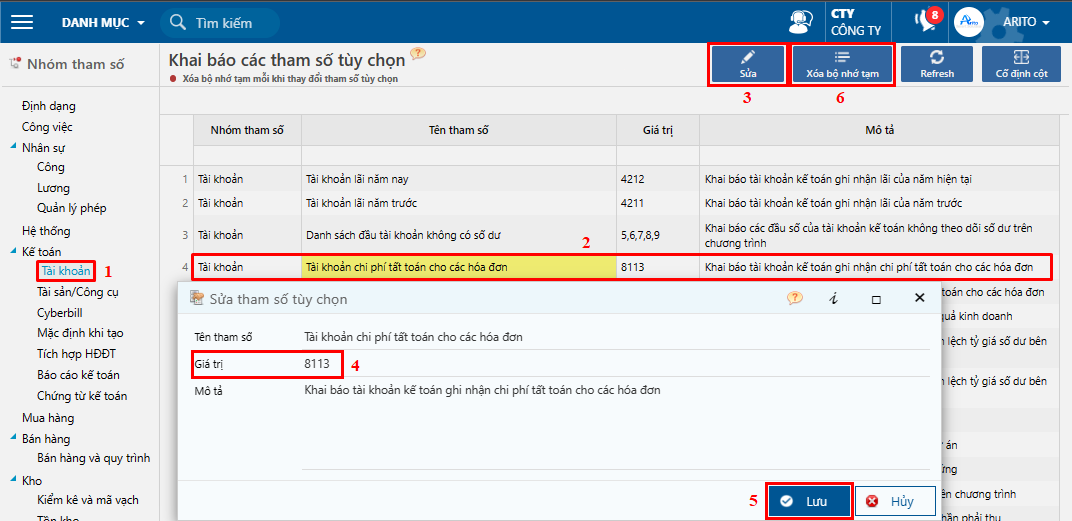 DANH MỤC
Tìm kiếm
CTY
CÔNG TY
8
Arito
ARITO
Nhóm tham số
Khai báo các tham số tùy chọn
Xóa bộ nhớ tạm mỗi khi thay đổi tham số tùy chọn
Sửa
Xóa bộ nhớ tạm
Refresh
Cố định cột
3
6
Định dạng
Công việc
Nhân sự
Công
Lương
Quản lý phép
Hệ thống
Kế toán
Tài khoản
1
Tài sản/Công cụ
Cyberbill
Mặc định khi tạo
Tích hợp HĐĐT
Báo cáo kế toán
Chứng từ kế toán
Mua hàng
Bán hàng
Bán hàng và quy trình
Kho
Kiểm kê và mã vạch
Tồn kho
Nhóm tham số Tên tham số Giá trị Mô tả
1 Tài khoản Tài khoản lãi năm nay 4212 Khai báo tài khoản kế toán ghi nhận lãi của năm hiện tại
2 Tài khoản Tài khoản lãi năm trước 4211 Khai báo tài khoản kế toán ghi nhận lãi của năm trước
3 Tài khoản Danh sách đầu tài khoản không có số dư 5,6,7,8,9 Khai báo các đầu số của tài khoản kế toán không theo dõi số dư trên
chương trình
2
4 Tài khoản Tài khoản chi phí tất toán cho các hóa đơn 8113 Khai báo tài khoản kế toán ghi nhận chi phí tất toán cho các hóa đơn
toán cho các hóa đơn
quả kinh doanh
lệch tỷ giá số dư bên
lệch tỷ giá số dư bên
ự án
ứng
ên chương trình
hần phải thu
Sửa tham số tùy chọn
Tên tham số Tài khoản chi phí tất toán cho các hóa đơn
Giá trị 8113
4
Mô tả Khai báo tài khoản kế toán ghi nhận chi phí tất toán cho các hóa đơn
5
Lưu
Hủy